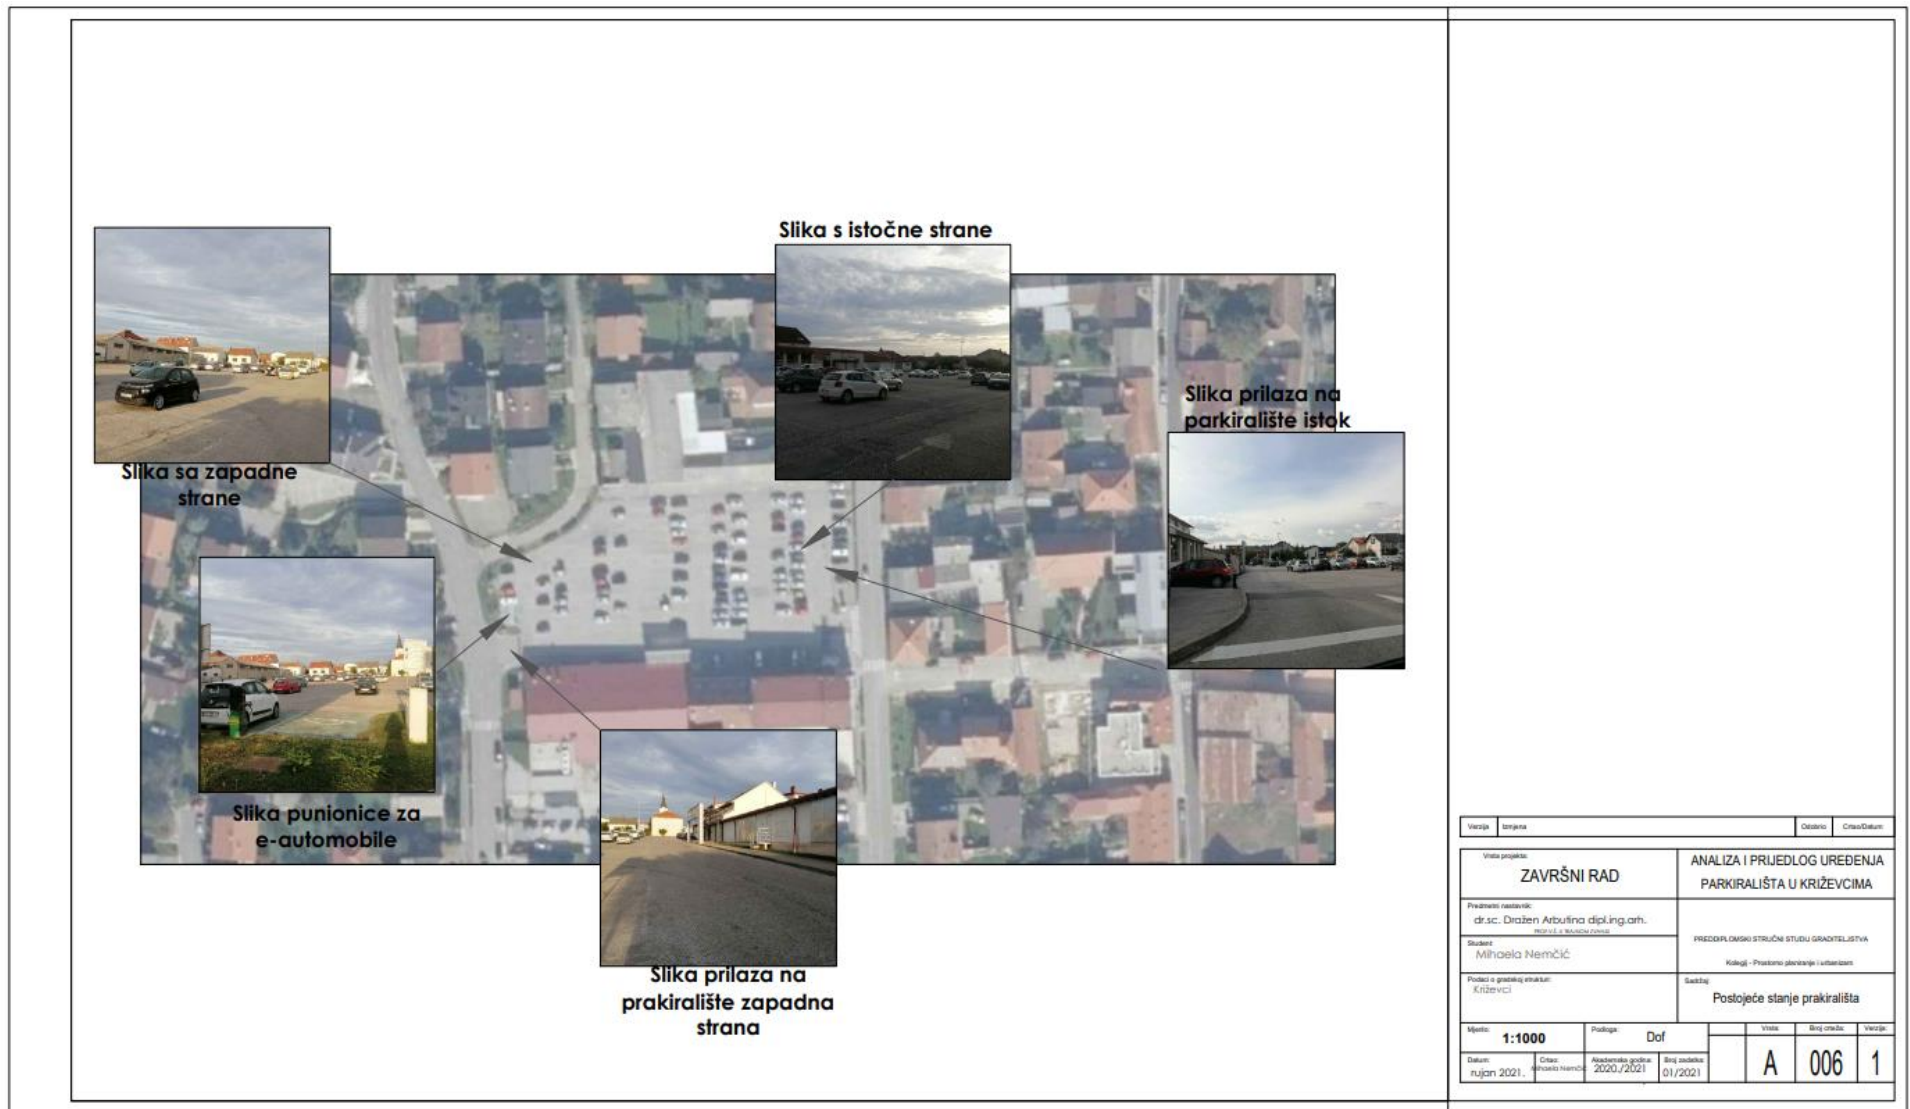 Slika s istočne strane
Slika prilaza na
parkiralište istok
Slika sa zapadne
strane
Slika punionice za
e-automobile
Slika prilaza na
prakiralište zapadna
strana
Verzija Izmjena Odobrio Crtao/Datum:
Vrsta projekta:
ZAVRŠNI RAD
ANALIZA I PRIJEDLOG UREĐENJA
PARKIRALIŠTA U KRIŽEVCIMA
Predmetni nastavnik:
dr.sc. Dražen Arbutina dipl.ing.arh.
PROF.V.Š. U TRAJNOM ZVANJU
Student:
Mihaela Nemčić
PREDDIPLOMSKI STRUČNI STUDIJ GRADITELJSTVA
Kolegij - Prostorno planiranje i urbanizam
Podaci o gradskoj strukturi:
Križevci
Sadržaj:
Postojeće stanje prakirališta
Mjerilo:
1:1000
Podloga:
Dof
Vrsta: Broj crteža: Verzija:
A 006 1
Datum:
rujan 2021.
Crtao:
Mihaela Nemčić
Akademska godina:
2020./2021
Broj zadatka:
01/2021